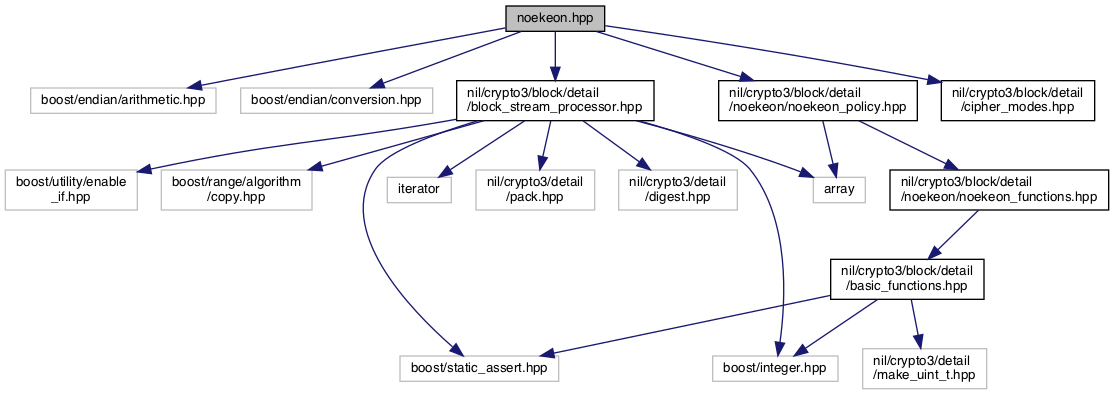 noekeon.hpp
boost/endian/arithmetic.hpp
boost/endian/conversion.hpp
nil/crypto3/block/detail
/block_stream_processor.hpp
nil/crypto3/block/detail
/noekeon/noekeon_policy.hpp
nil/crypto3/block/detail
/cipher_modes.hpp
boost/utility/enable
_if.hpp
boost/range/algorithm
/copy.hpp
iterator
nil/crypto3/detail
/pack.hpp
nil/crypto3/detail
/digest.hpp
array
nil/crypto3/block/detail
/noekeon/noekeon_functions.hpp
nil/crypto3/block/detail
/basic_functions.hpp
boost/static_assert.hpp
boost/integer.hpp
nil/crypto3/detail
/make_uint_t.hpp